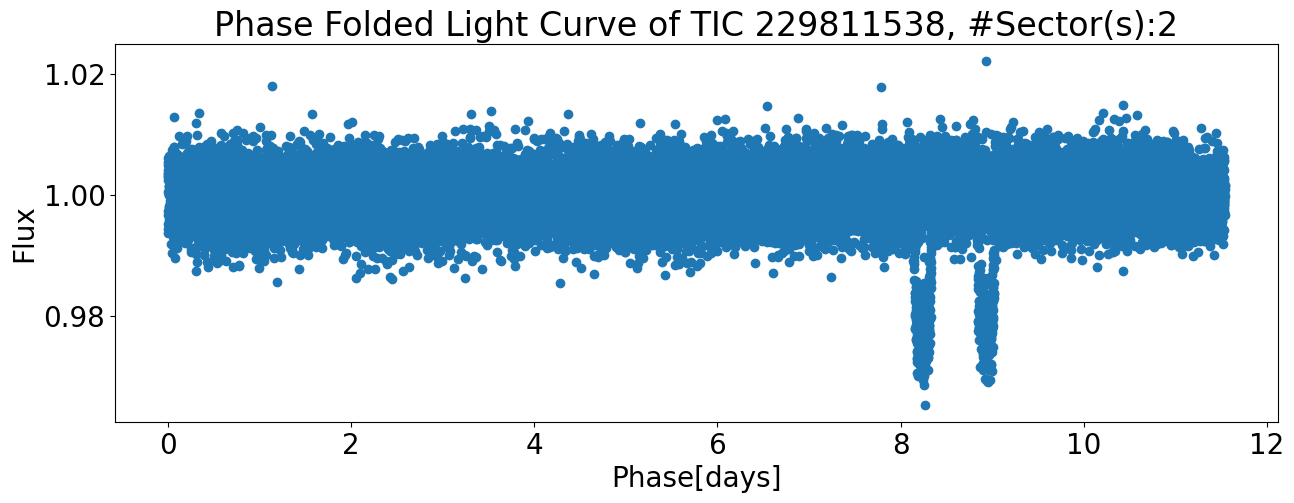 Phase Folded Light Curve of TIC 229811538, #Sector(s):2
1.02
1.00
0.98
Flux
0 2 4 6 8 10 12
Phase[days]